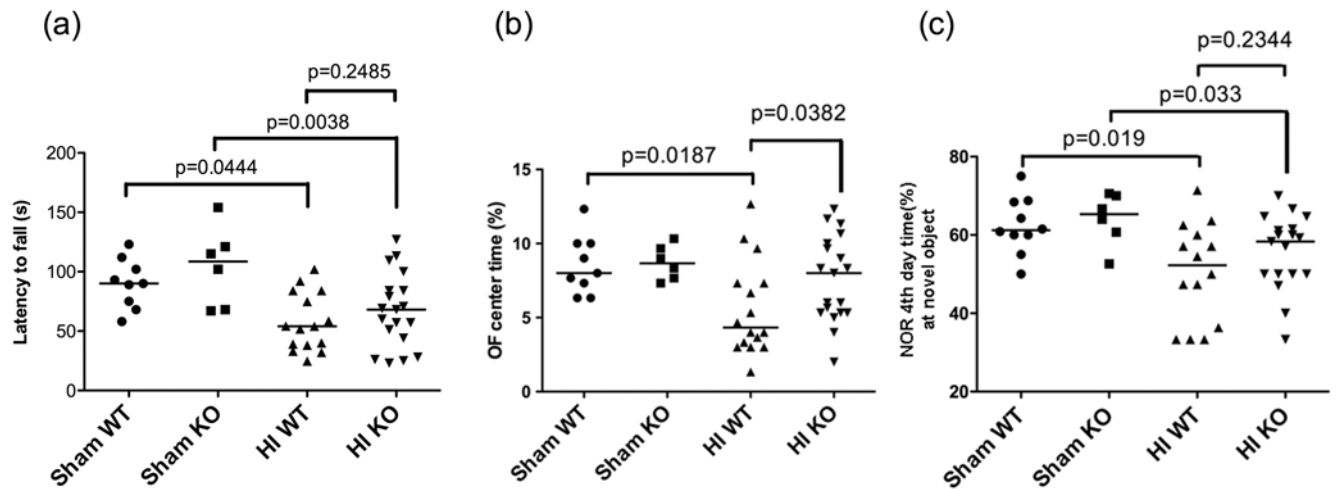 (a)
p=0.2485
p=0.0038
p=0.0444
200
150
100
50
0
Latency to fall (s)
Sham WT
Sham KO
HI WT
HI KO
(b)
p=0.0382
p=0.0187
15
10
5
0
OF center time (%)
Sham WT
Sham KO
HI WT
HI KO
(c)
p=0.2344
p=0.033
p=0.019
80
60
40
20
NOR 4th day time(%)
at novel object
Sham WT
Sham KO
HI WT
HI KO